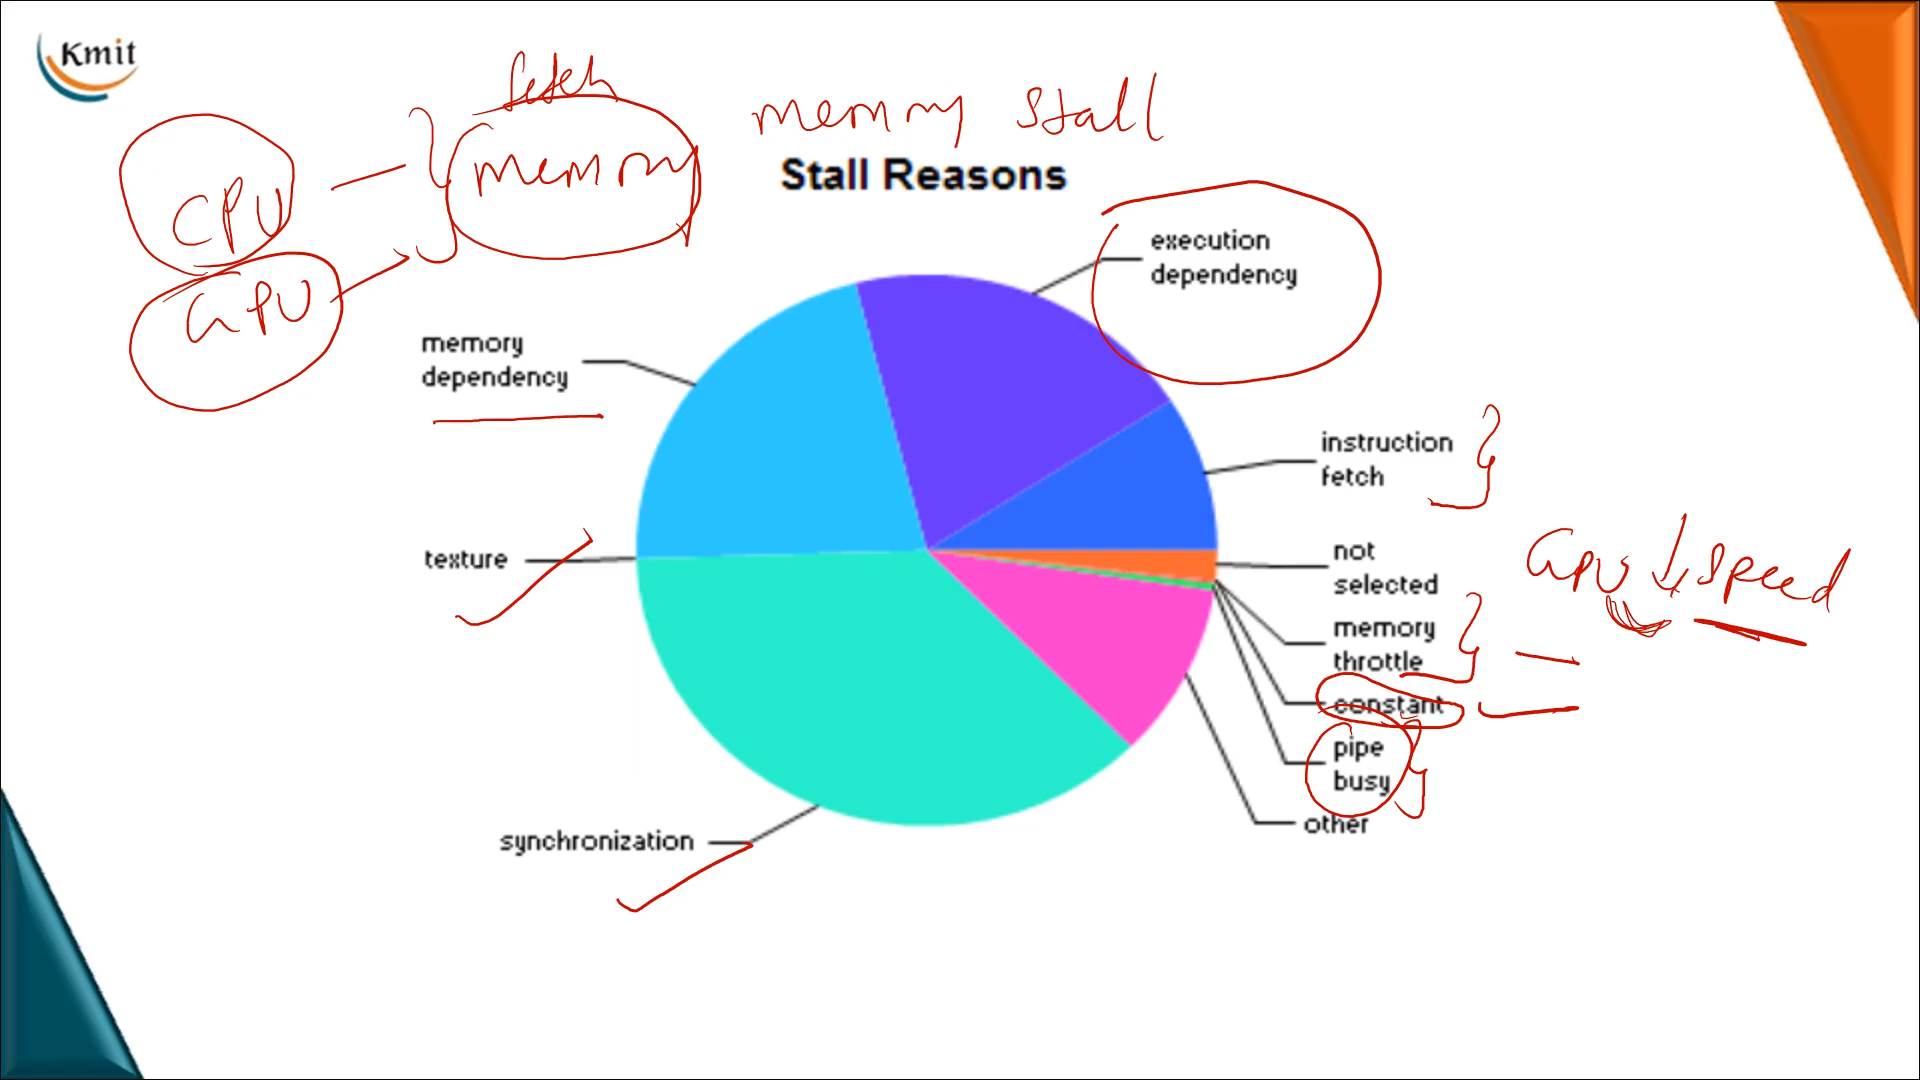 Kmit
fetch
memory stall
CPU
memory
GPU
Stall Reasons
execution
dependency
memory
dependency
instruction
fetch
texture
not
selected
GPU ↓ speed
memory
throttle
constant
pipe
busy
other
synchronization